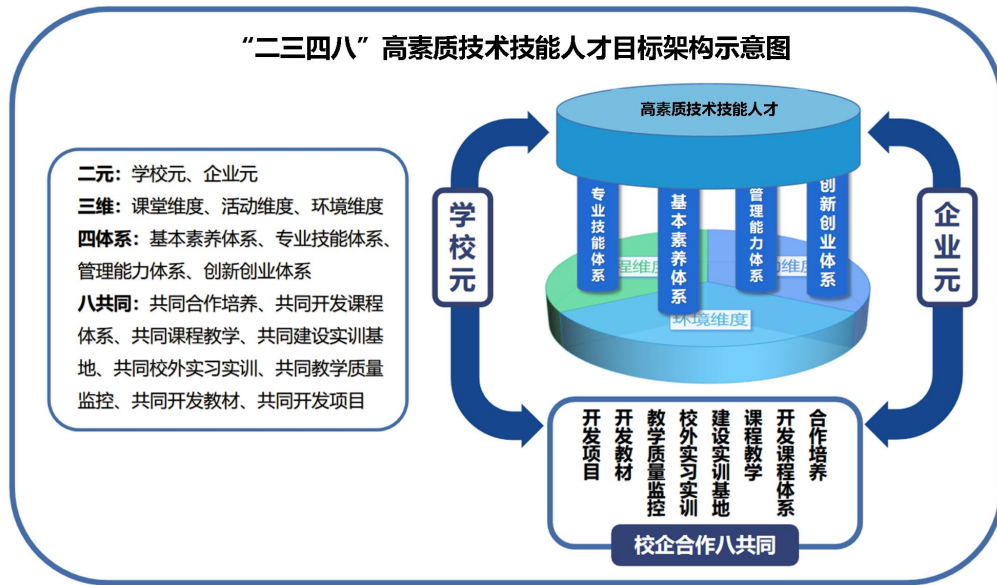 “二三四八”高素质技术技能人才目标架构示意图
二元：学校元、企业元
三维：课堂维度、活动维度、环境维度
四体系：基本素养体系、专业技能体系、
管理能力体系、创新创业体系
八共同：共同合作培养、共同开发课程
体系、共同课程教学、共同建设实训基
地、共同校外实习实训、共同教学质量
监控、共同开发教材、共同开发项目
学校元
高素质技术技能人才
专业技能体系
基本素养体系
管理能力体系
创新创业体系
程维度
维度
环境维度
企业元
开发项目
开发教材
教学质量监控
校外实习实训
建设实训基地
课程教学
开发课程体系
合作培养
校企合作八共同